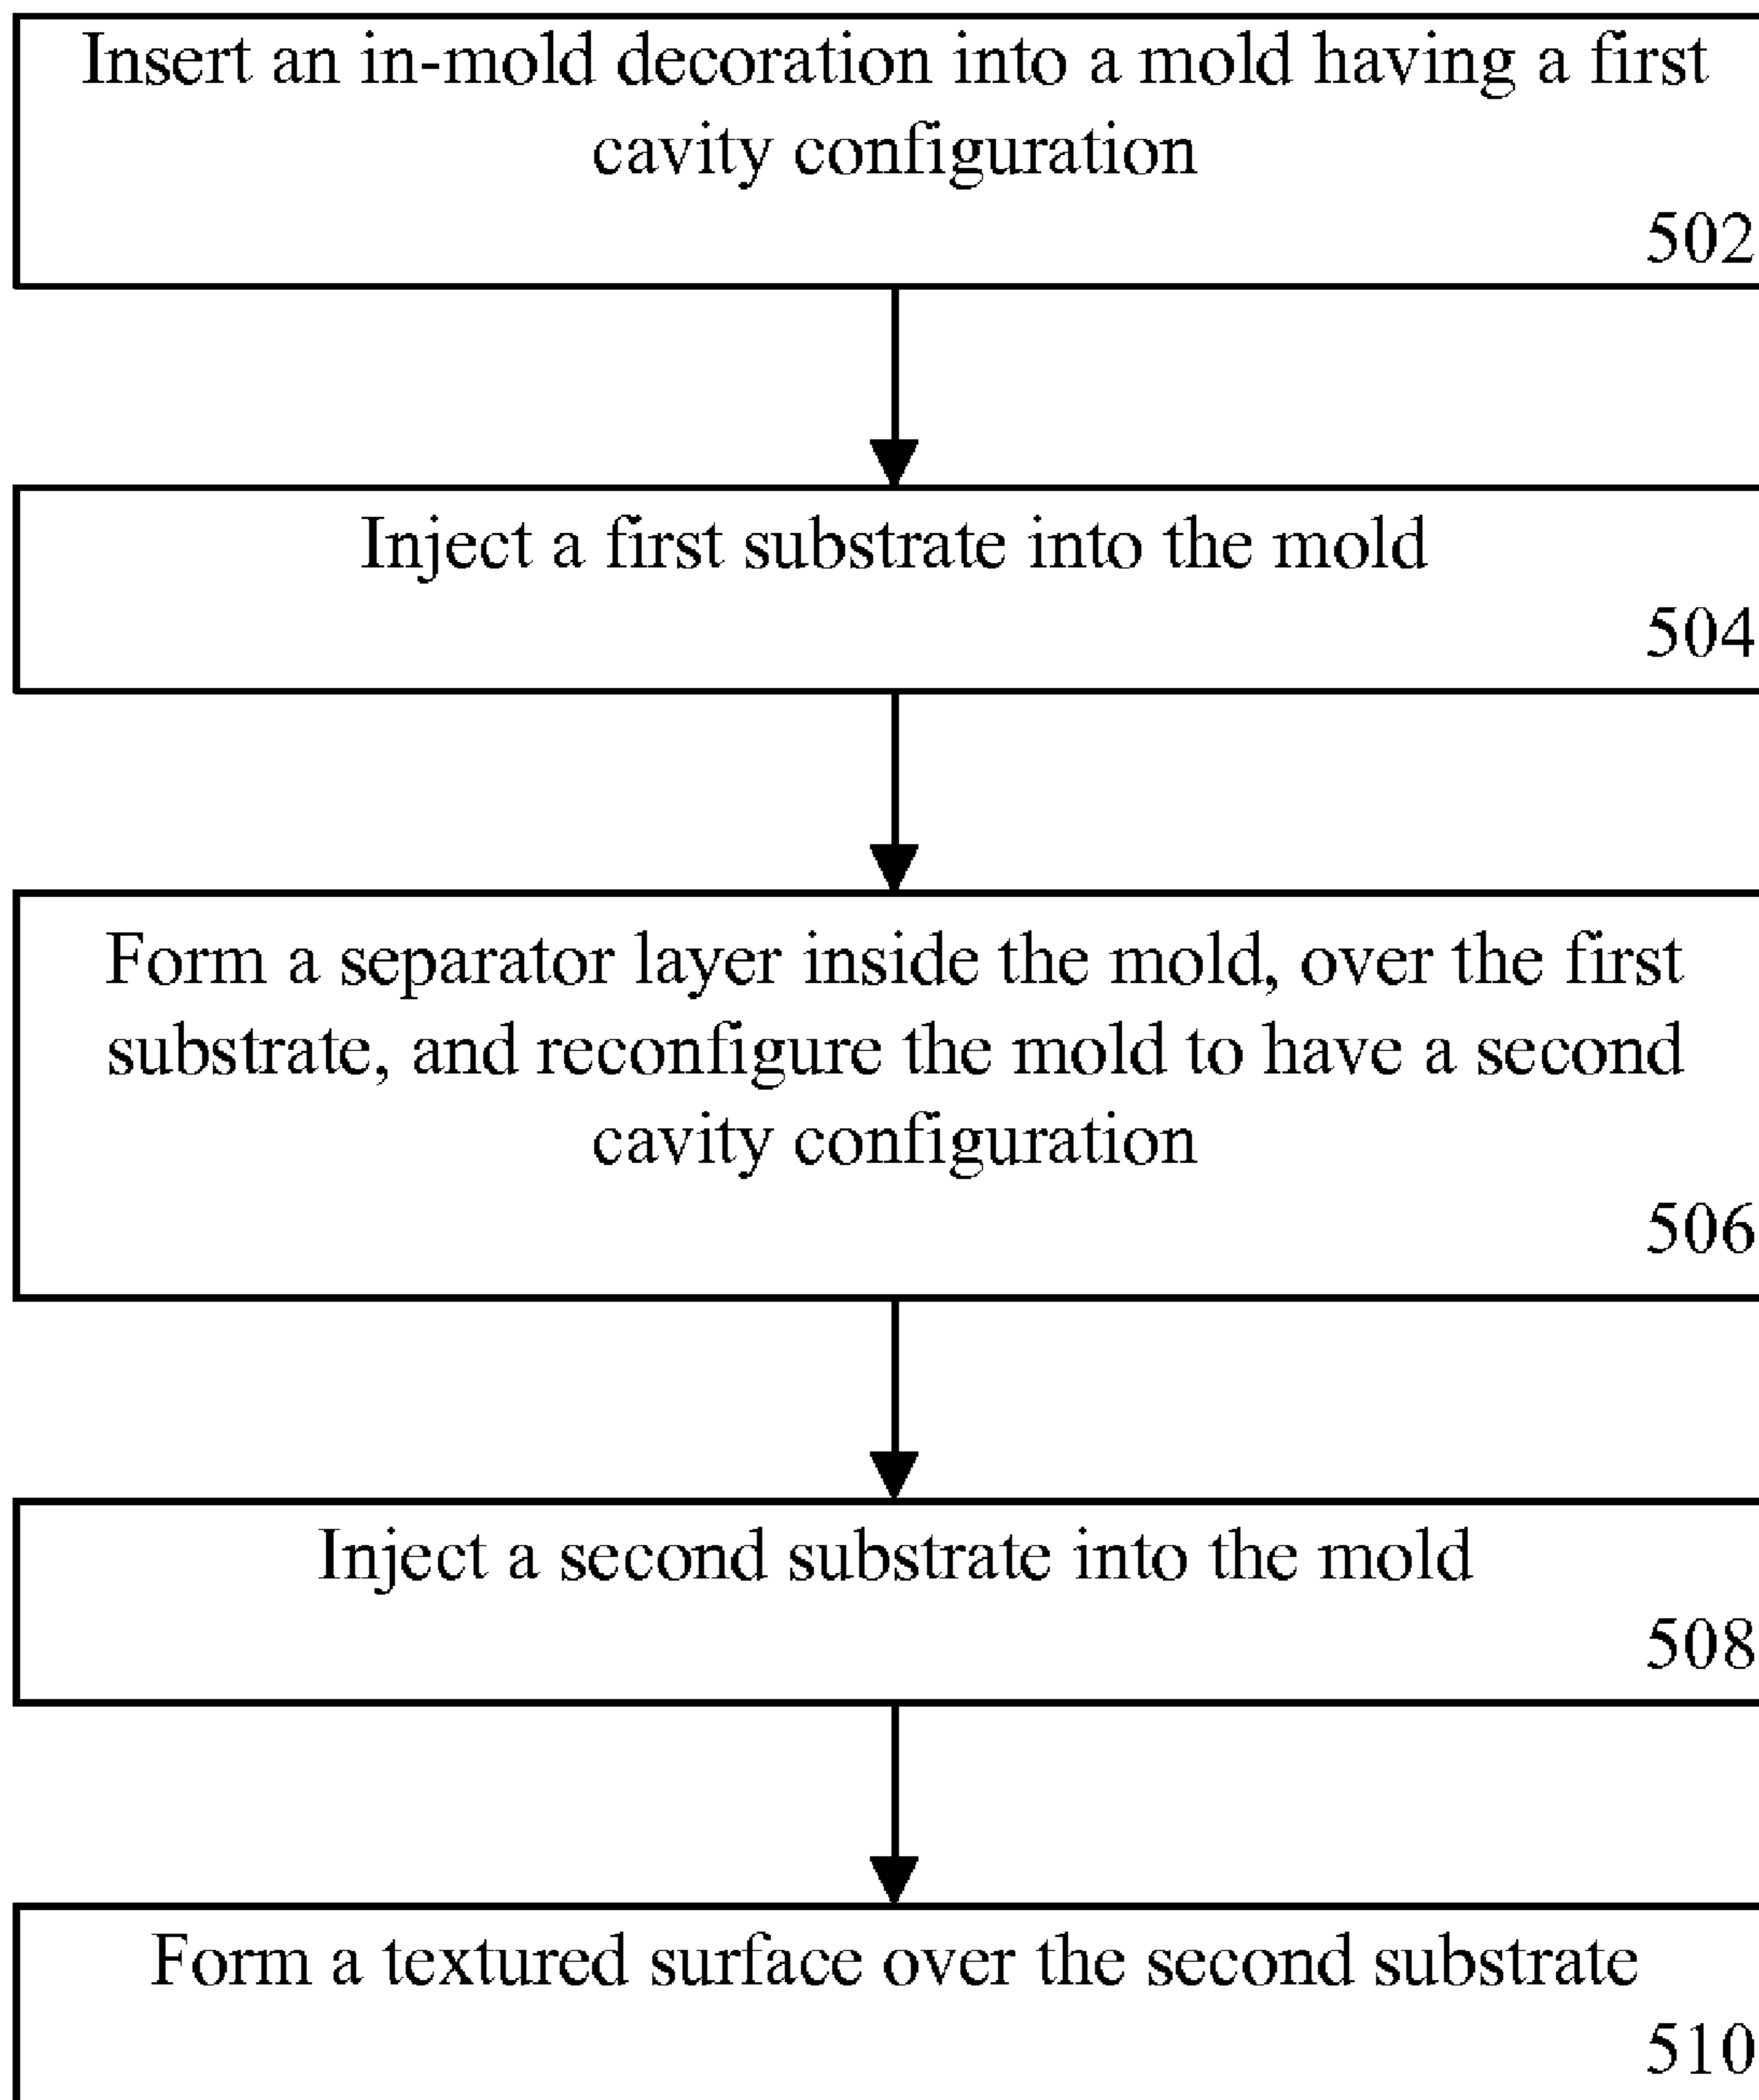 Insert an in-mold decoration into a mold having a first
cavity configuration
502
Inject a first substrate into the mold
504
Form a separator layer inside the mold, over the first
substrate, and reconfigure the mold to have a second
cavity configuration
506
Inject a second substrate into the mold
508
Form a textured surface over the second substrate
510